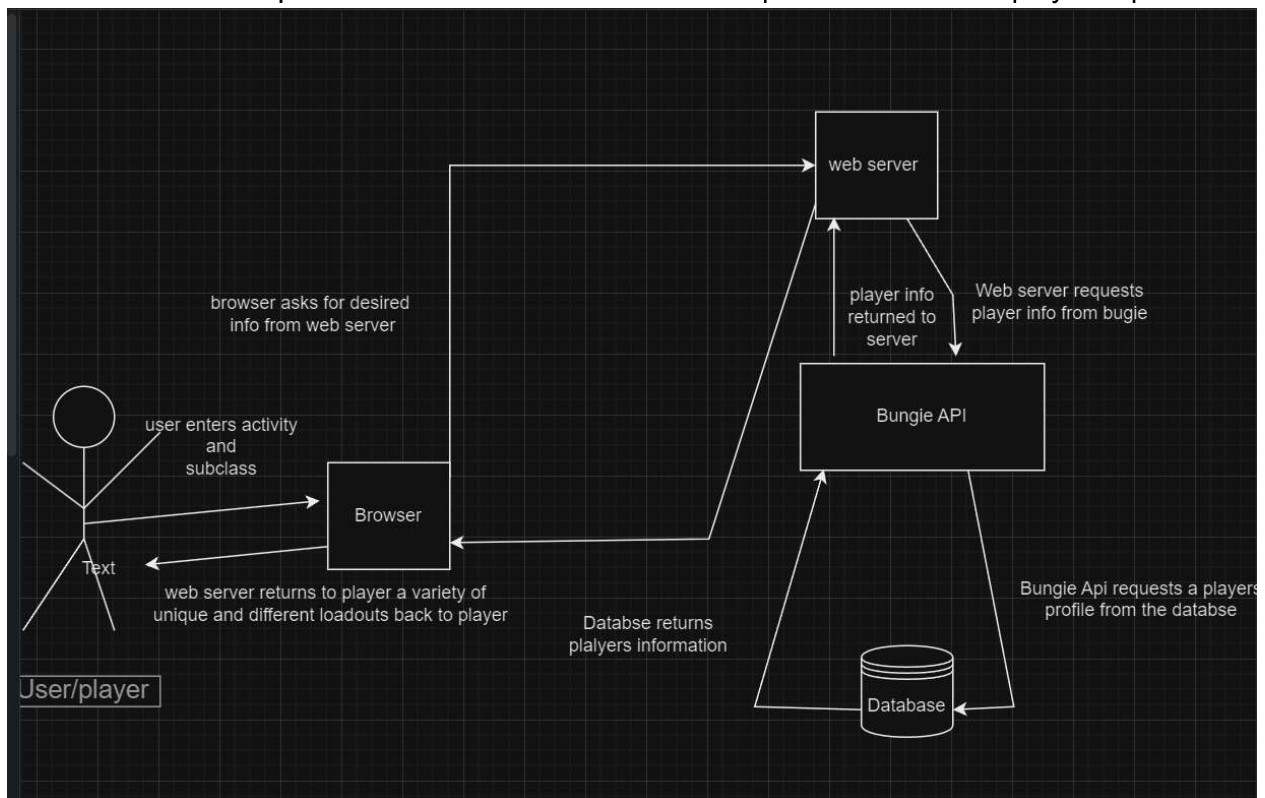 web server
browser asks for desired
info from web server
player info
returned to
server
Web server requests
player info from bugie
Bungie API
user enters activity
and
subclass
Browser
Text
web server returns to player a variety of
unique and different loadouts back to player
Databse returns
plalyers information
Bungie Api requests a players
profile from the databse
User/player
Database